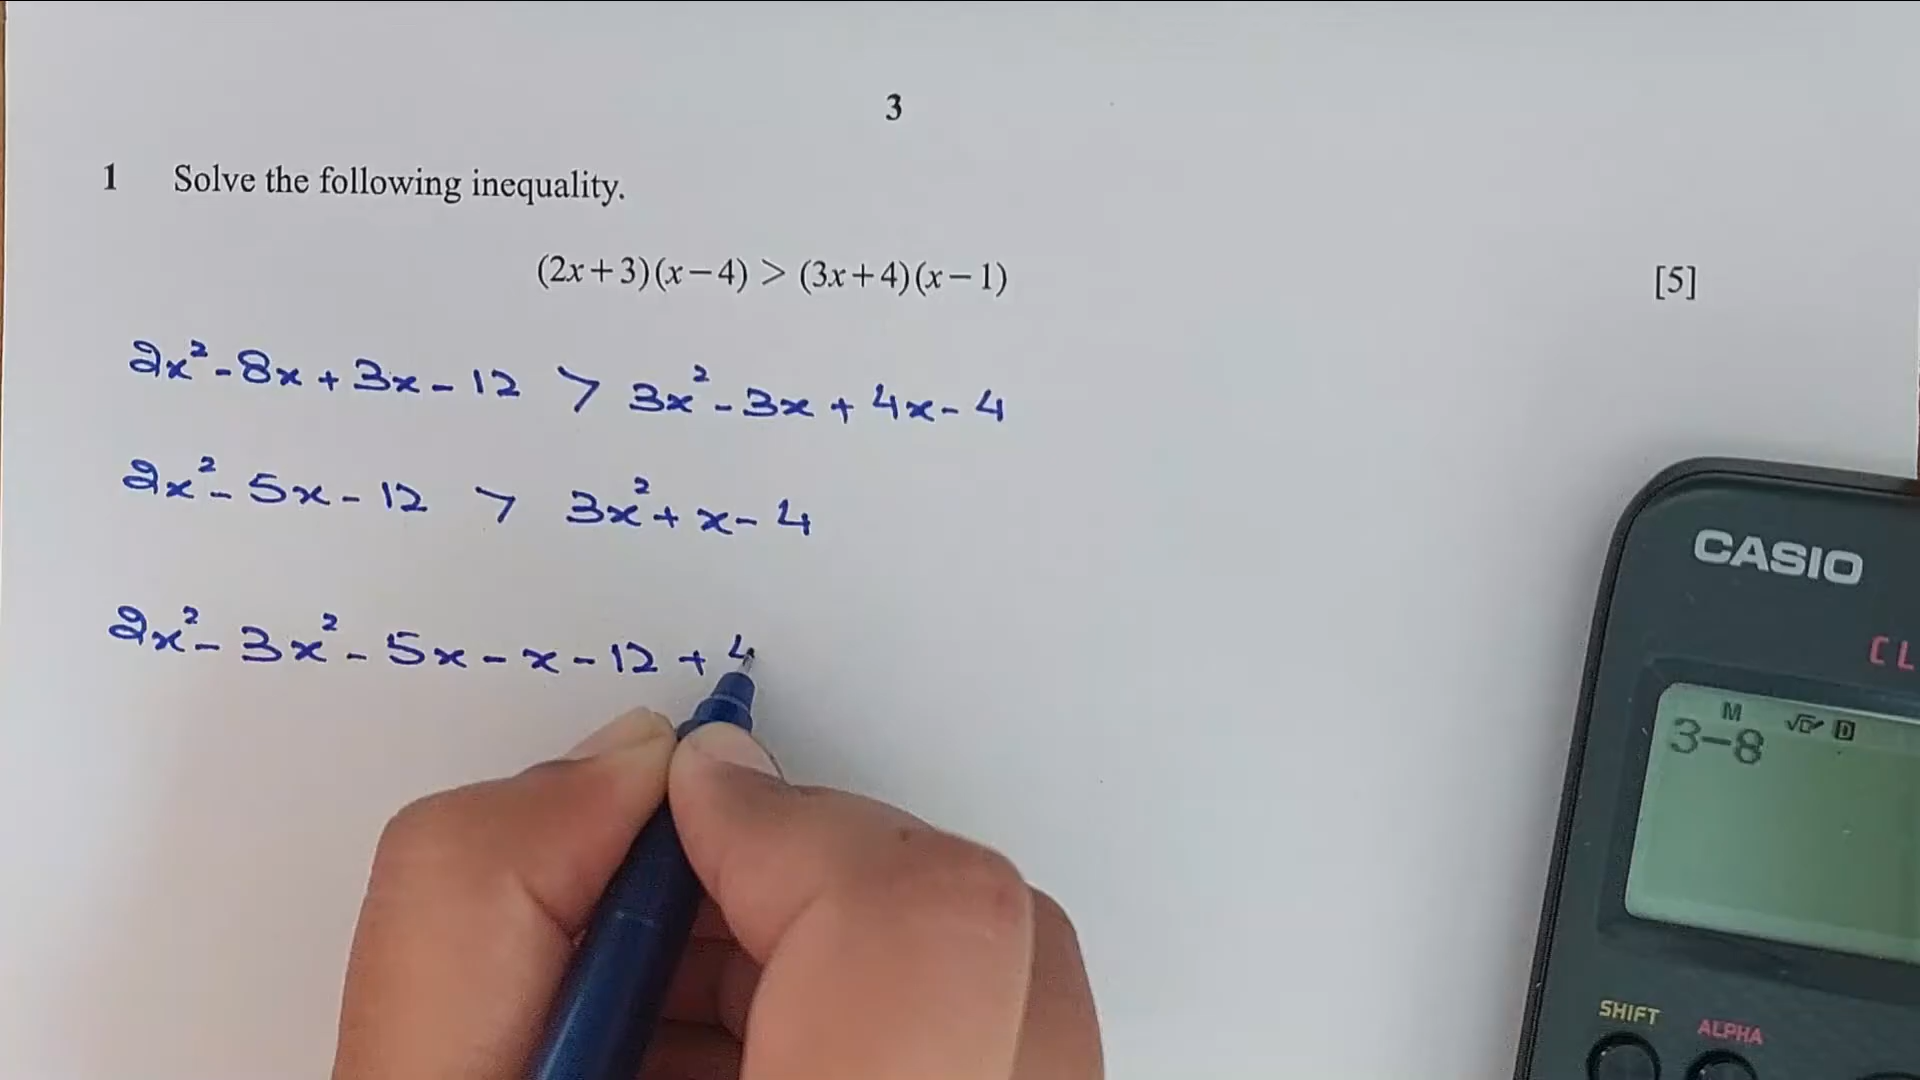 3
1 Solve the following inequality.
(2x+3)(x−4) > (3x+4)(x−1) [5]
2x² - 8x + 3x - 12 > 3x² - 3x + 4x - 4
2x² - 5x - 12 > 3x² + x - 4
2x² - 3x² - 5x - x - 12 + 4
CASIO
CL
M √ D
3−8
SHIFT ALPHA